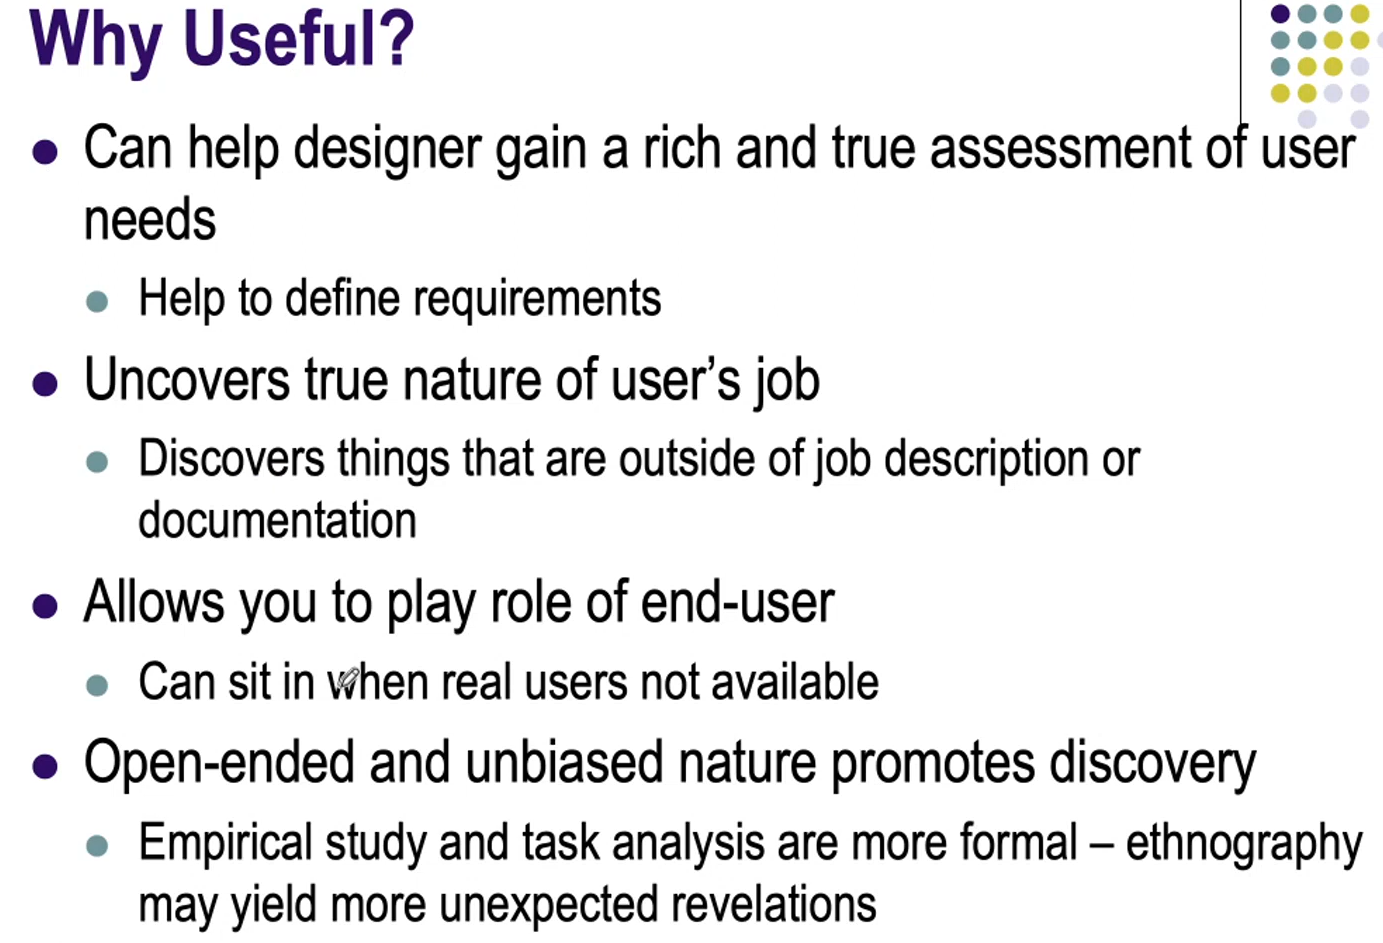 Why Useful?
Can help designer gain a rich and true assessment of user
needs
Help to define requirements
Uncovers true nature of user’s job
Discovers things that are outside of job description or
documentation
Allows you to play role of end-user
Can sit in when real users not available
Open-ended and unbiased nature promotes discovery
Empirical study and task analysis are more formal – ethnography
may yield more unexpected revelations